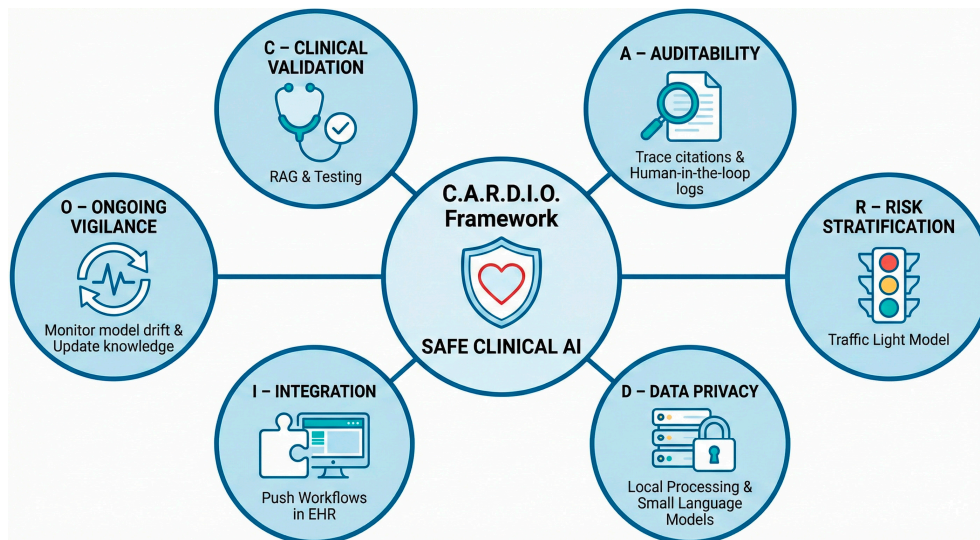 C – CLINICAL
VALIDATION
RAG & Testing
A – AUDITABILITY
Trace citations &
Human-in-the-loop
logs
C.A.R.D.I.O.
Framework
SAFE CLINICAL AI
O – ONGOING
VIGILANCE
Monitor model drift &
Update knowledge
R – RISK
STRATIFICATION
Traffic Light Model
I – INTEGRATION
Push Workflows
in EHR
D – DATA PRIVACY
Local Processing &
Small Language
Models